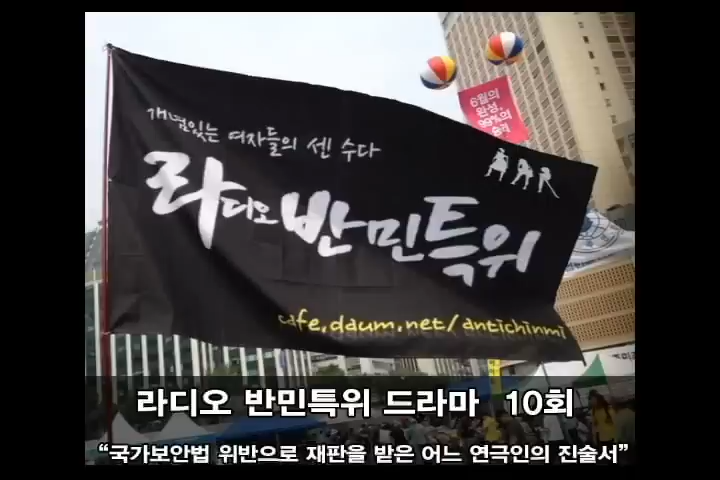 6월의
완성,
99%의
승리
개념있는 여자들의 센 수다
라디오 반민특위
cafe.daum.net/antichinmi
라디오 반민특위 드라마 10회
“국가보안법 위반으로 재판을 받은 어느 연극인의 진술서”